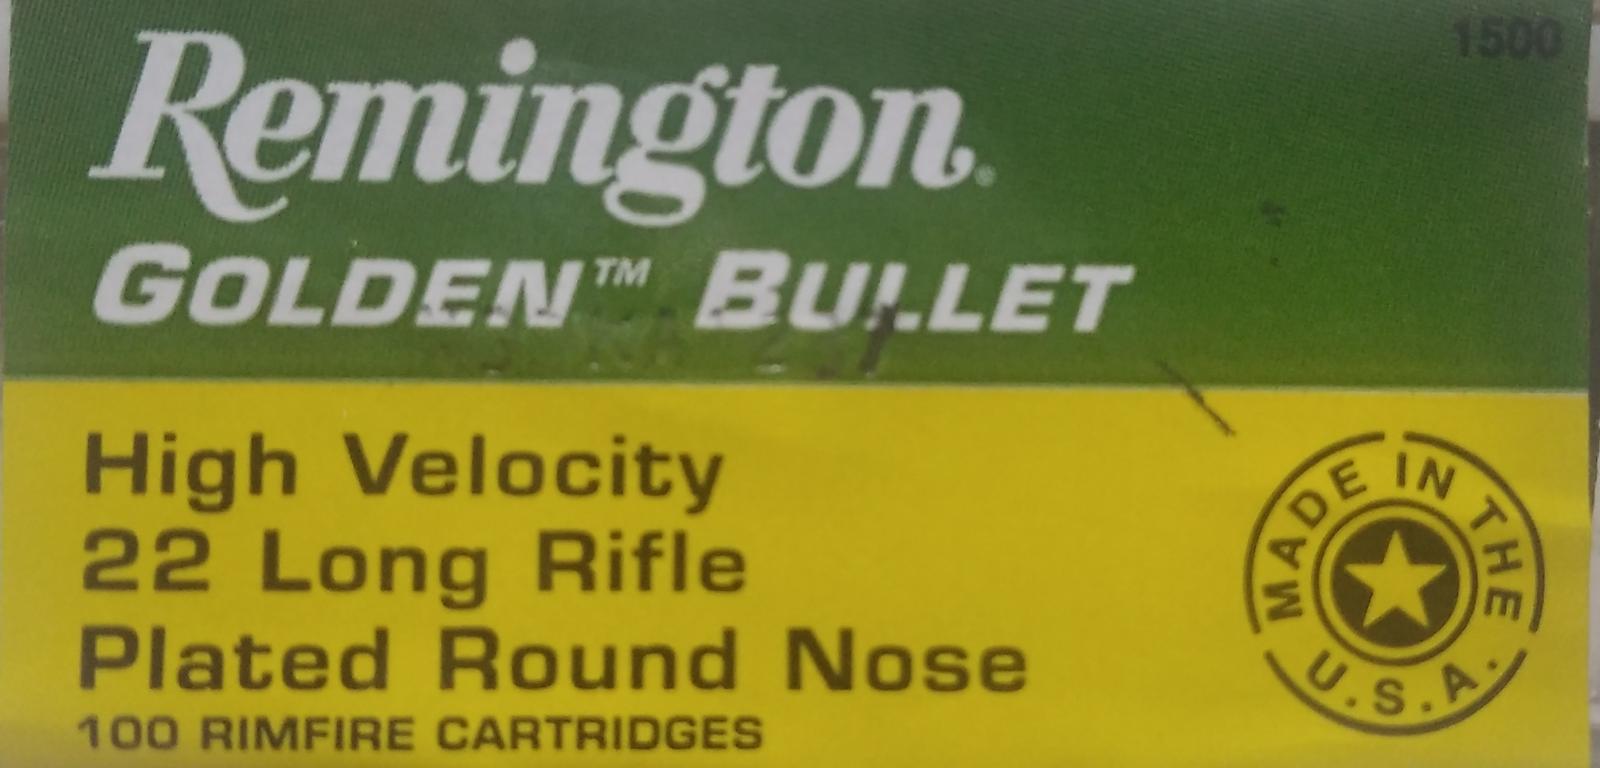 1500
Remington®
GOLDEN™ BULLET
High Velocity
22 Long Rifle
Plated Round Nose
100 RIMFIRE CARTRIDGES
MADE IN THE
U.S.A.